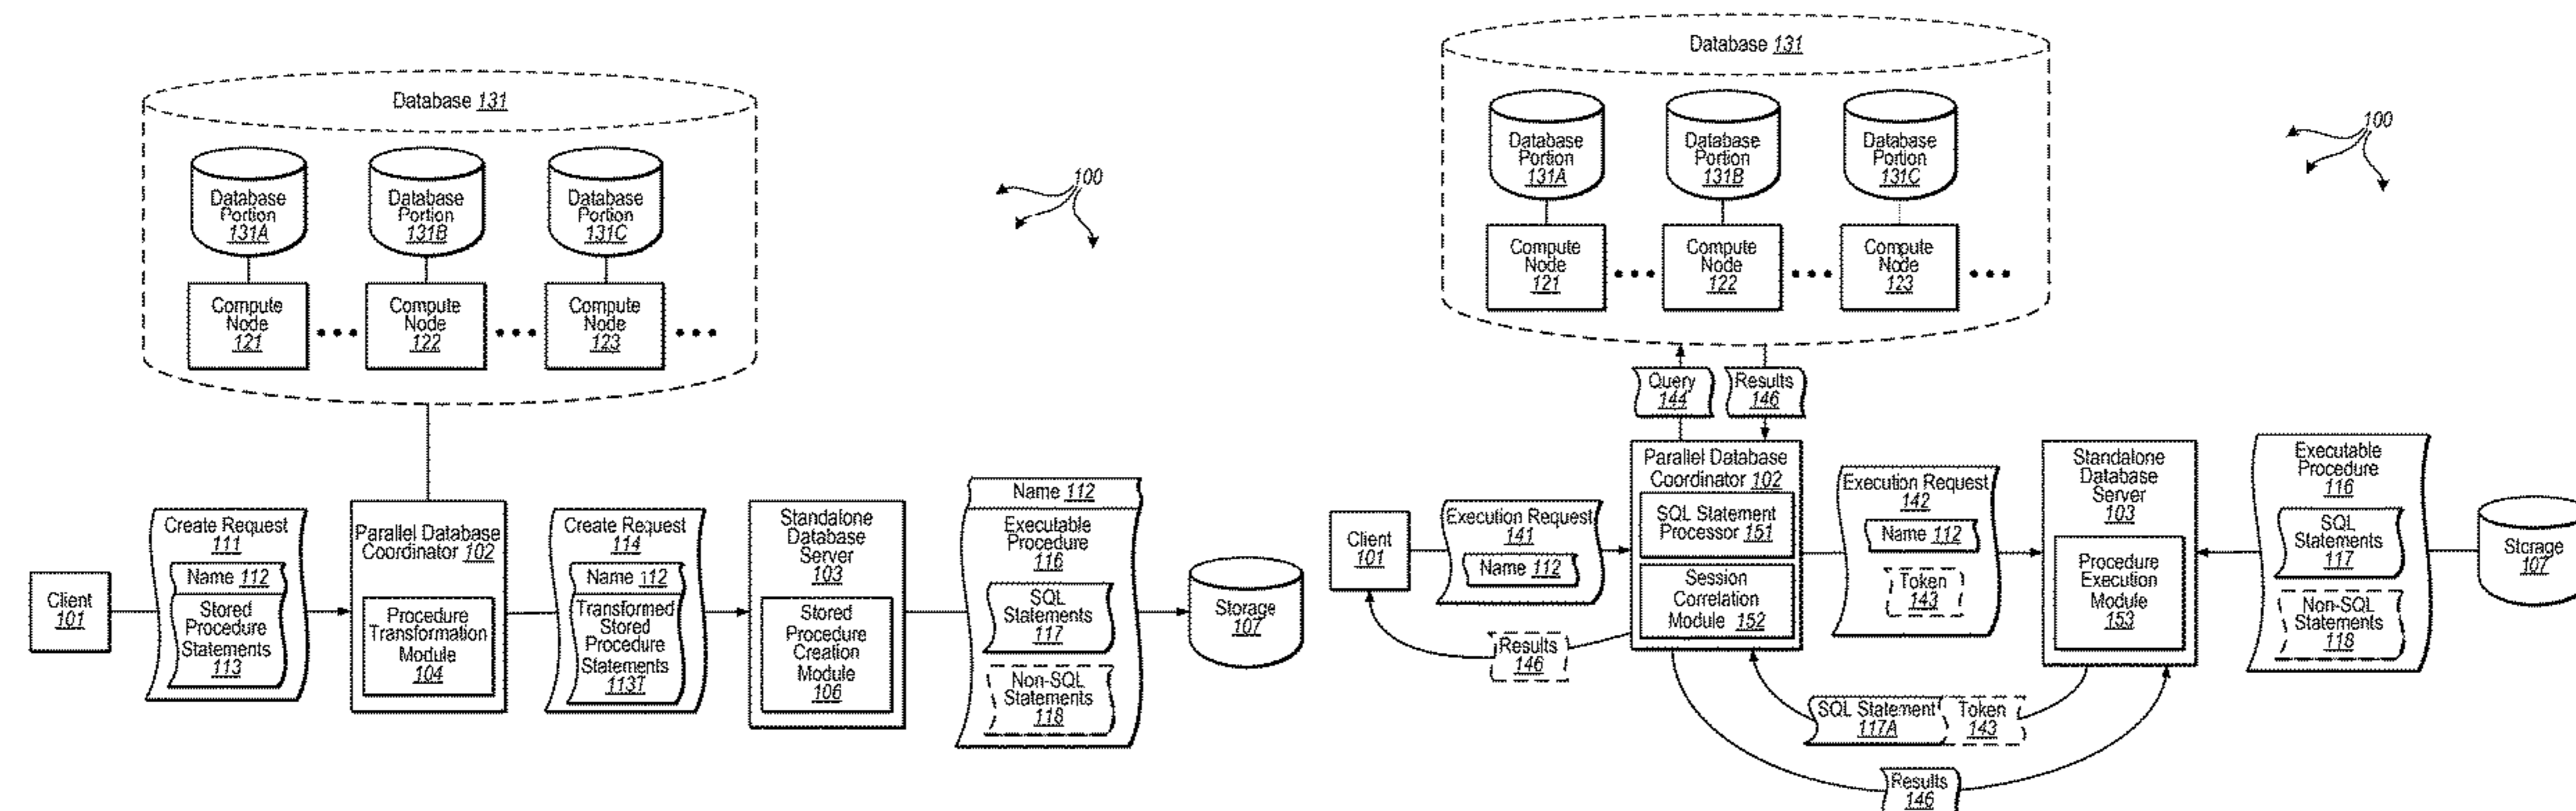 Database 131
Database
Portion
131A
Database
Portion
131B
Database
Portion
131C
Compute
Node
121
Compute
Node
122
Compute
Node
123
100
Client
101
Create Request
111
Name 112
Stored
Procedure
Statements
113
Parallel Database
Coordinator 102
Procedure
Transformation
Module
104
Create Request
114
Name 112
Transformed
Stored
Procedure
Statements
113T
Standalone
Database
Server
103
Stored
Procedure
Creation
Module
106
Name 112
Executable
Procedure
116
SQL
Statements
117
Non-SQL
Statements
118
Storage
107
Database 131
Database
Portion
131A
Database
Portion
131B
Database
Portion
131C
Compute
Node
121
Compute
Node
122
Compute
Node
123
100
Query
144
Results
146
Client
101
Execution Request
141
Name 112
Parallel Database
Coordinator 102
SQL Statement
Processor 151
Session
Correlation
Module 152
Execution Request
142
Name 112
Token
143
Standalone
Database
Server
103
Procedure
Execution
Module
153
Executable
Procedure
116
SQL
Statements
117
Non-SQL
Statements
118
Storage
107
Results
146
SQL Statement
117A
Token
143
Results
146